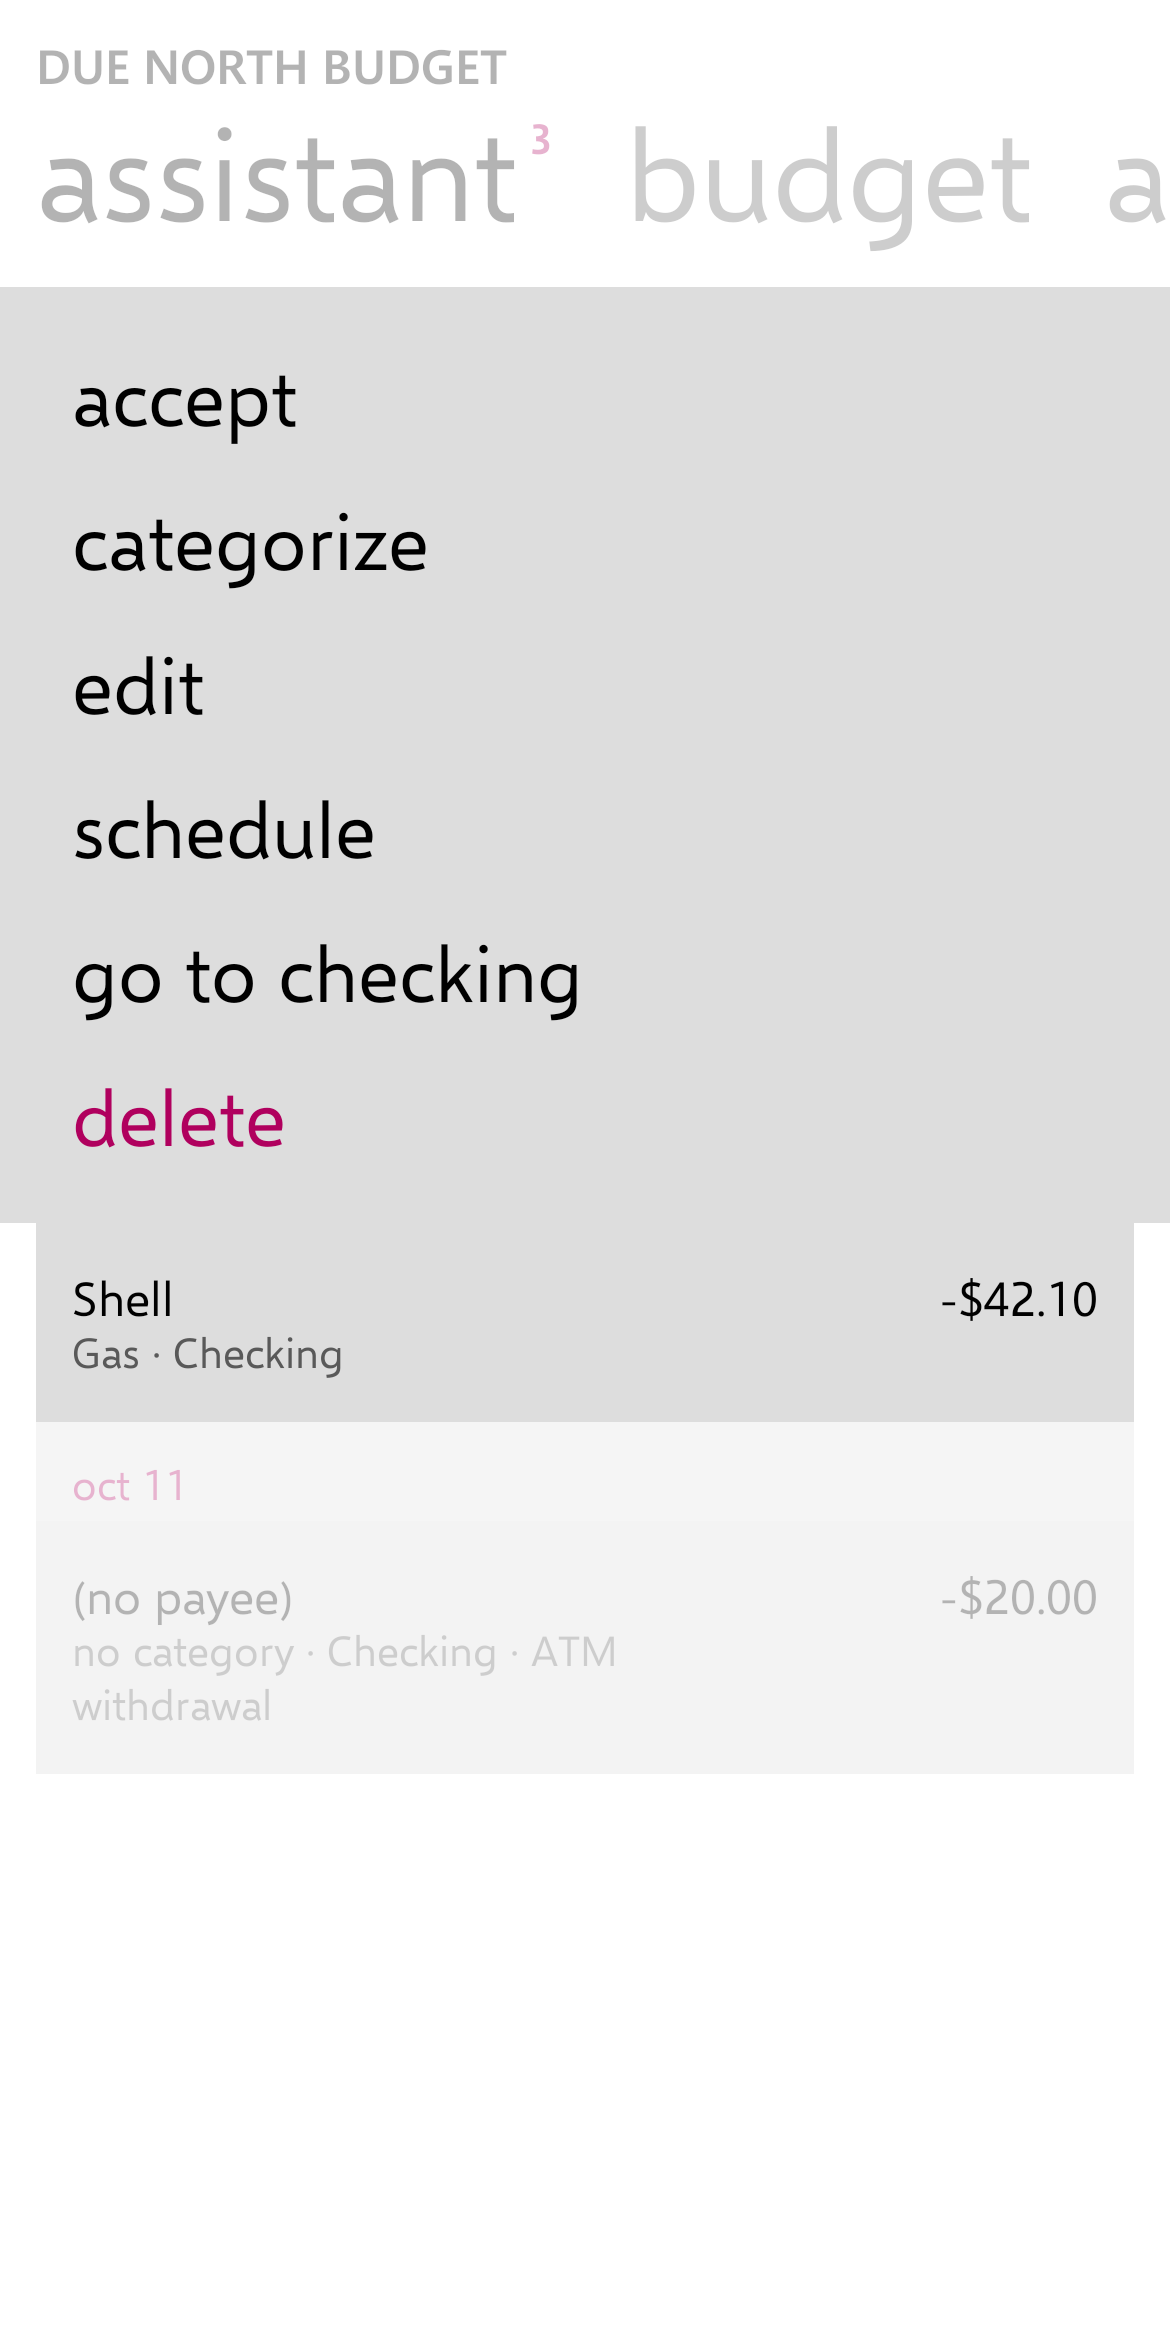 DUE NORTH BUDGET
assistant 3 budget a
accept
categorize
edit
schedule
go to checking
delete
Shell -$42.10
Gas · Checking
oct 11
(no payee) -$20.00
no category · Checking · ATM
withdrawal